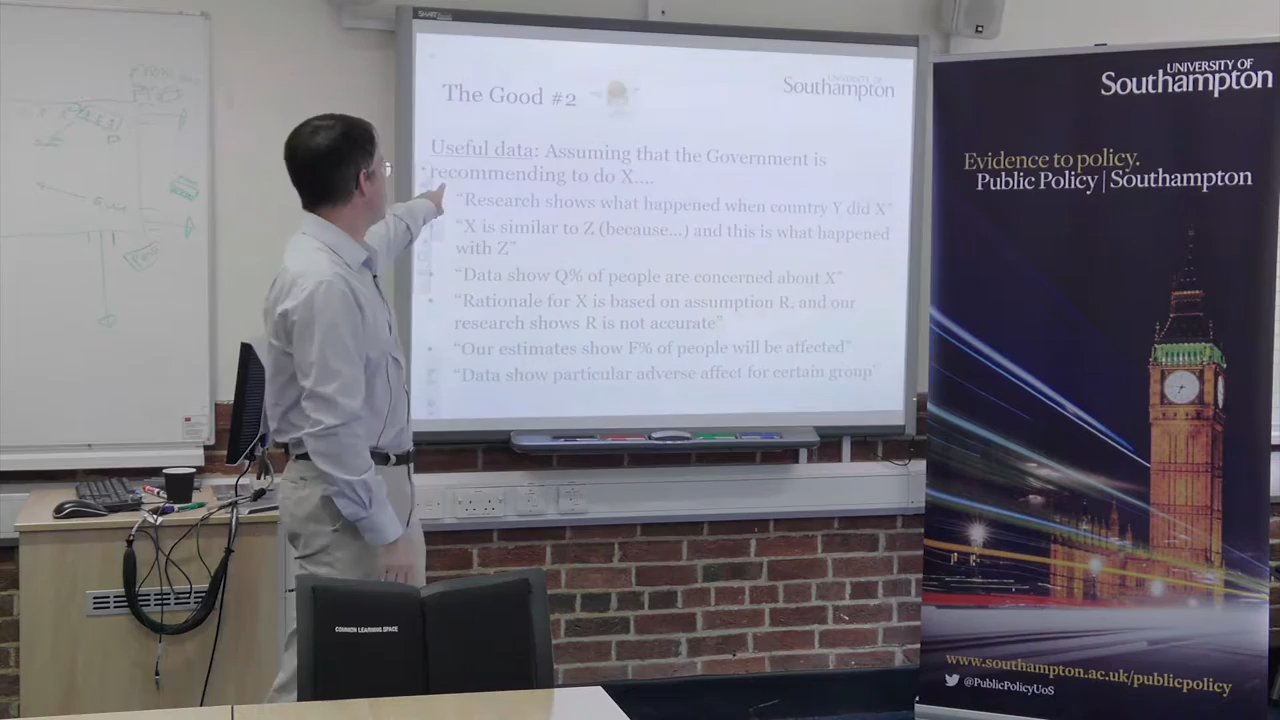 SMART Board
The Good #2
UNIVERSITY OF
Southampton
Useful data: Assuming that the Government is
recommending to do X....
"Research shows what happened when country Y did X"
"X is similar to Z (because...) and this is what happened
with Z"
"Data show Q% of people are concerned about X"
"Rationale for X is based on assumption R. and our
research shows R is not accurate"
"Our estimates show F% of people will be affected"
"Data show particular adverse affect for certain group"
COMMON LEARNING SPACE
UNIVERSITY OF
Southampton
Evidence to policy.
Public Policy | Southampton
www.southampton.ac.uk/publicpolicy
@PublicPolicyUoS